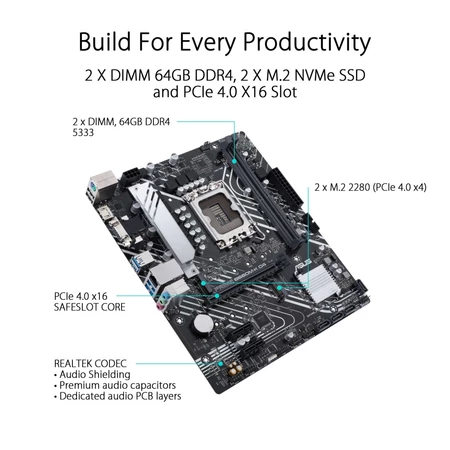 Build For Every Productivity
2 X DIMM 64GB DDR4, 2 X M.2 NVMe SSD
and PCIe 4.0 X16 Slot
2 x DIMM, 64GB DDR4
5333
2 x M.2 2280 (PCIe 4.0 x4)
PCIe 4.0 x16
SAFESLOT CORE
ASUS
REALTEK CODEC
• Audio Shielding
• Premium audio capacitors
• Dedicated audio PCB layers